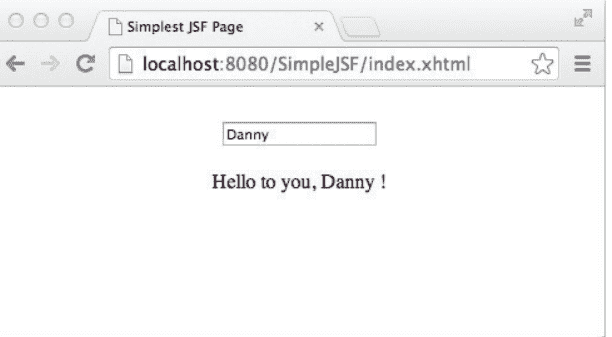 Simplest JSF Page
localhost:8080/SimpleJSF/index.xhtml
Danny
Hello to you, Danny !